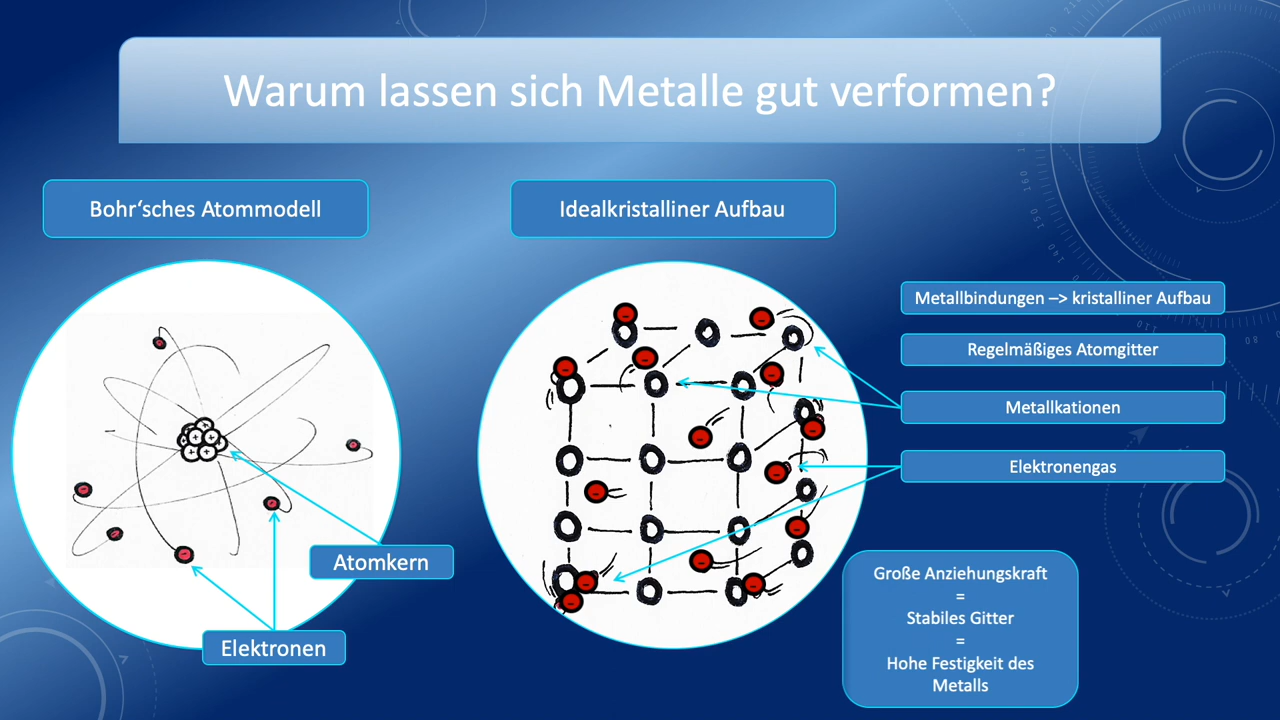 Warum lassen sich Metalle gut verformen?
Bohr‘sches Atommodell
Idealkristalliner Aufbau
Metallbindungen –> kristalliner Aufbau
Regelmäßiges Atomgitter
Metallkationen
Elektronengas
Atomkern
Elektronen
Große Anziehungskraft
=
Stabiles Gitter
=
Hohe Festigkeit des
Metalls